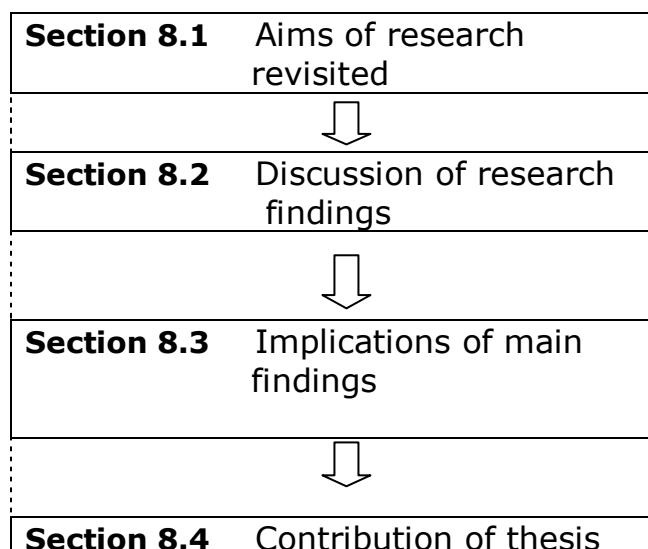 Section 8.1 Aims of research
revisited
Section 8.2 Discussion of research
findings
Section 8.3 Implications of main
findings
Section 8.4 Contribution of thesis